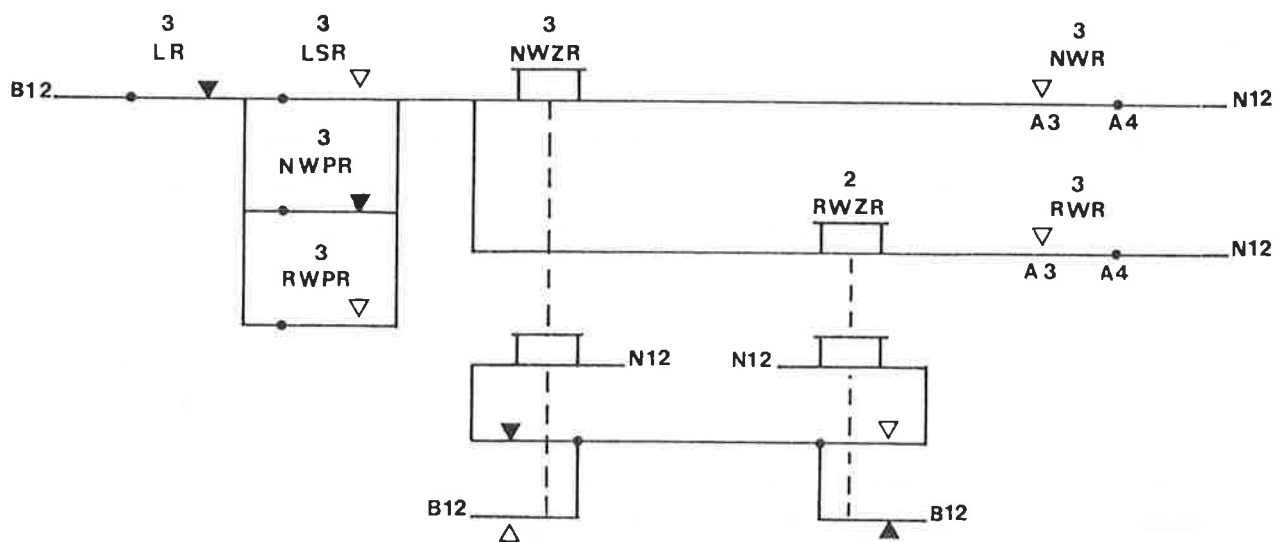 3 3 3 3
LR LSR NWZR NWR
B12 N12
A3 A4
3
NWPR
2 3
RWZR RWR
3 N12
RWPR A3 A4
N12 N12
B12 B12